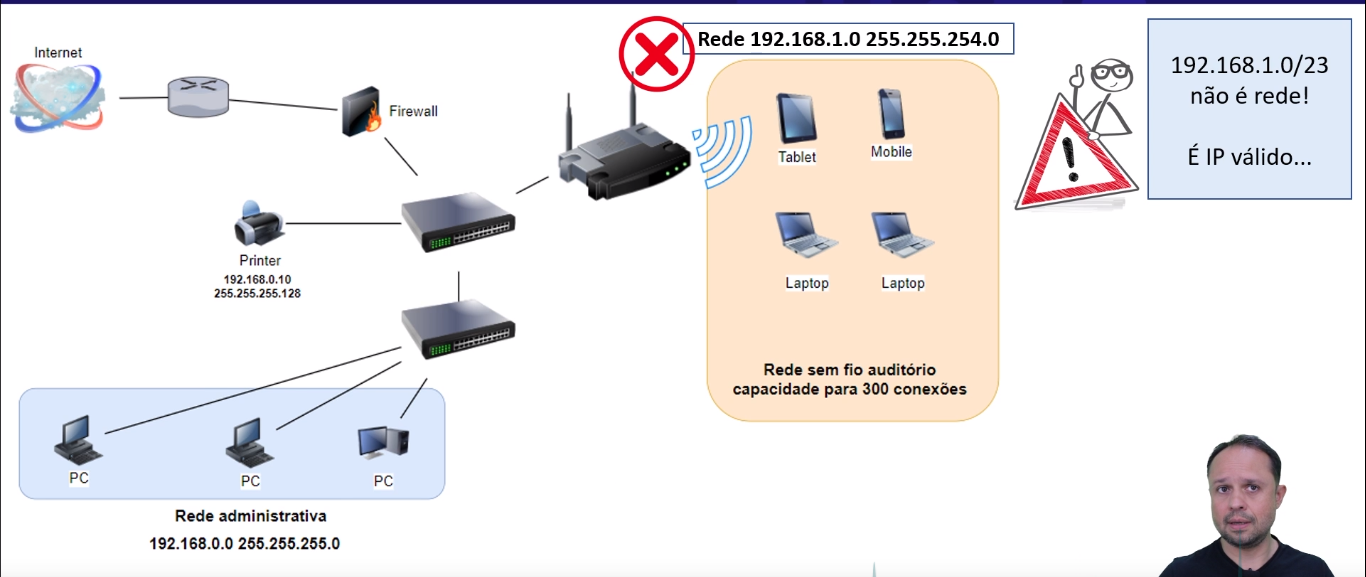 Internet
Firewall
Rede 192.168.1.0 255.255.254.0
192.168.1.0/23
não é rede!
É IP válido...
Tablet
Mobile
Printer
192.168.0.10
255.255.255.128
Laptop
Laptop
Rede sem fio auditório
capacidade para 300 conexões
PC
PC
PC
Rede administrativa
192.168.0.0 255.255.255.0